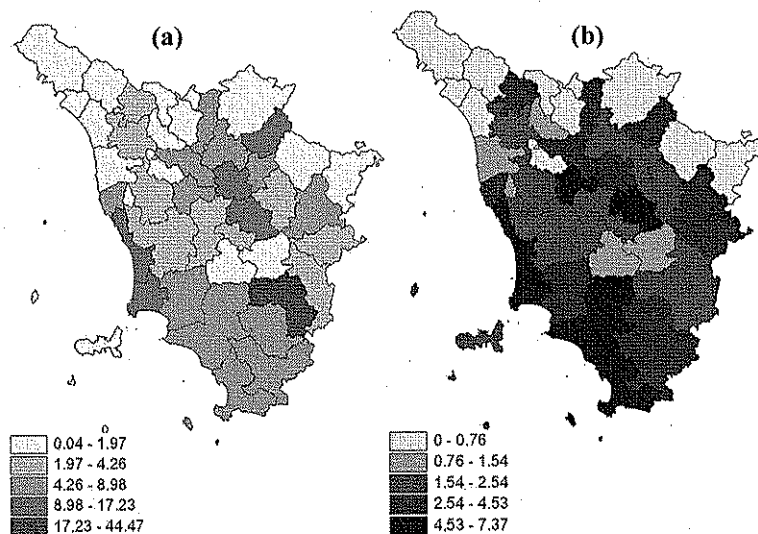 (a)
(b)
0.04 - 1.97
1.97 - 4.26
4.26 - 8.98
8.98 - 17.23
17.23 - 44.47
0 - 0.76
0.76 - 1.54
1.54 - 2.54
2.54 - 4.53
4.53 - 7.37